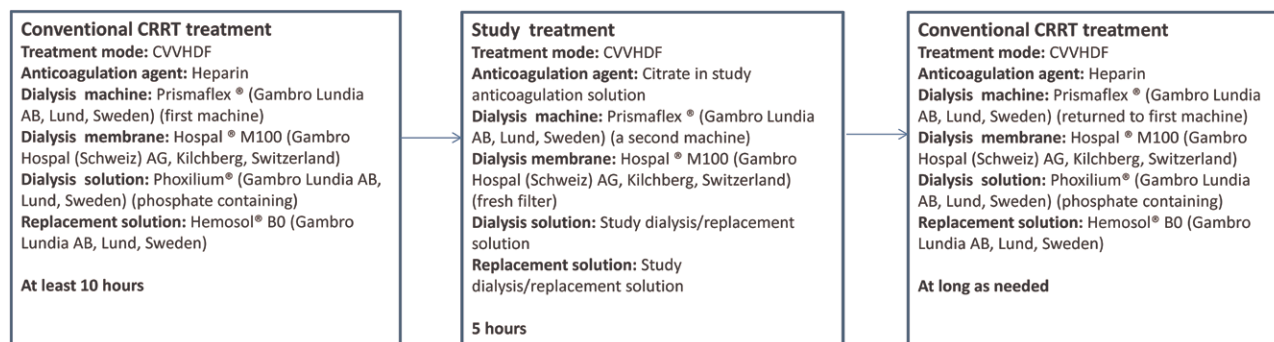 Conventional CRRT treatment
Treatment mode: CVVHDF
Anticoagulation agent: Heparin
Dialysis machine: Prismaflex ® (Gambro Lundia
AB, Lund, Sweden) (first machine)
Dialysis membrane: Hospal ® M100 (Gambro
Hospal (Schweiz) AG, Kilchberg, Switzerland)
Dialysis solution: Phoxilium® (Gambro Lundia AB,
Lund, Sweden) (phosphate containing)
Replacement solution: Hemosol® B0 (Gambro
Lundia AB, Lund, Sweden)
At least 10 hours
Study treatment
Treatment mode: CVVHDF
Anticoagulation agent: Citrate in study
anticoagulation solution
Dialysis machine: Prismaflex ® (Gambro Lundia
AB, Lund, Sweden) (a second machine)
Dialysis membrane: Hospal ® M100 (Gambro
Hospal (Schweiz) AG, Kilchberg, Switzerland)
(fresh filter)
Dialysis solution: Study dialysis/replacement
solution
Replacement solution: Study
dialysis/replacement solution
5 hours
Conventional CRRT treatment
Treatment mode: CVVHDF
Anticoagulation agent: Heparin
Dialysis machine: Prismaflex ® (Gambro Lundia
AB, Lund, Sweden) (returned to first machine)
Dialysis membrane: Hospal ® M100 (Gambro
Hospal (Schweiz) AG, Kilchberg, Switzerland)
Dialysis solution: Phoxilium® (Gambro Lundia
AB, Lund, Sweden) (phosphate containing)
Replacement solution: Hemosol® B0 (Gambro
Lundia AB, Lund, Sweden)
At long as needed